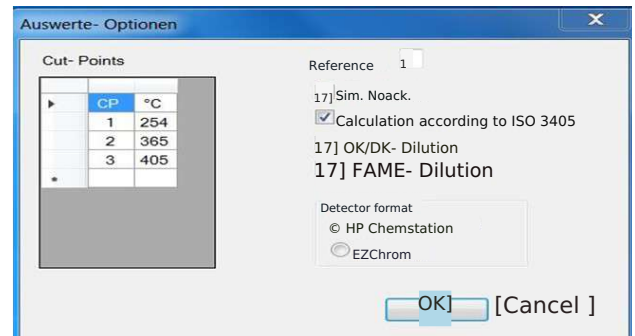 Auswerte- Optionen
X
Cut- Points
CP °C
1 254
2 365
3 405
Reference 1
17] Sim. Noack.
Calculation according to ISO 3405
17] OK/DK- Dilution
17] FAME- Dilution
Detector format
© HP Chemstation
EZChrom
OK] [Cancel ]